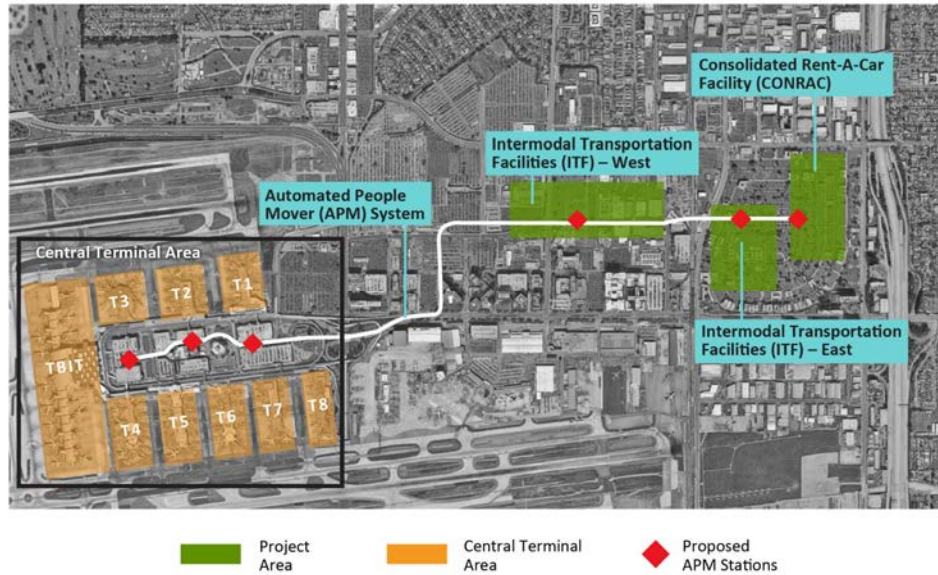 Consolidated Rent-A-Car
Facility (CONRAC)
Intermodal Transportation
Facilities (ITF) – West
Automated People
Mover (APM) System
Central Terminal Area
T3
T2
T1
TBIT
T4
T5
T6
T7
T8
Intermodal Transportation
Facilities (ITF) – East
Project
Area
Central Terminal
Area
Proposed
APM Stations